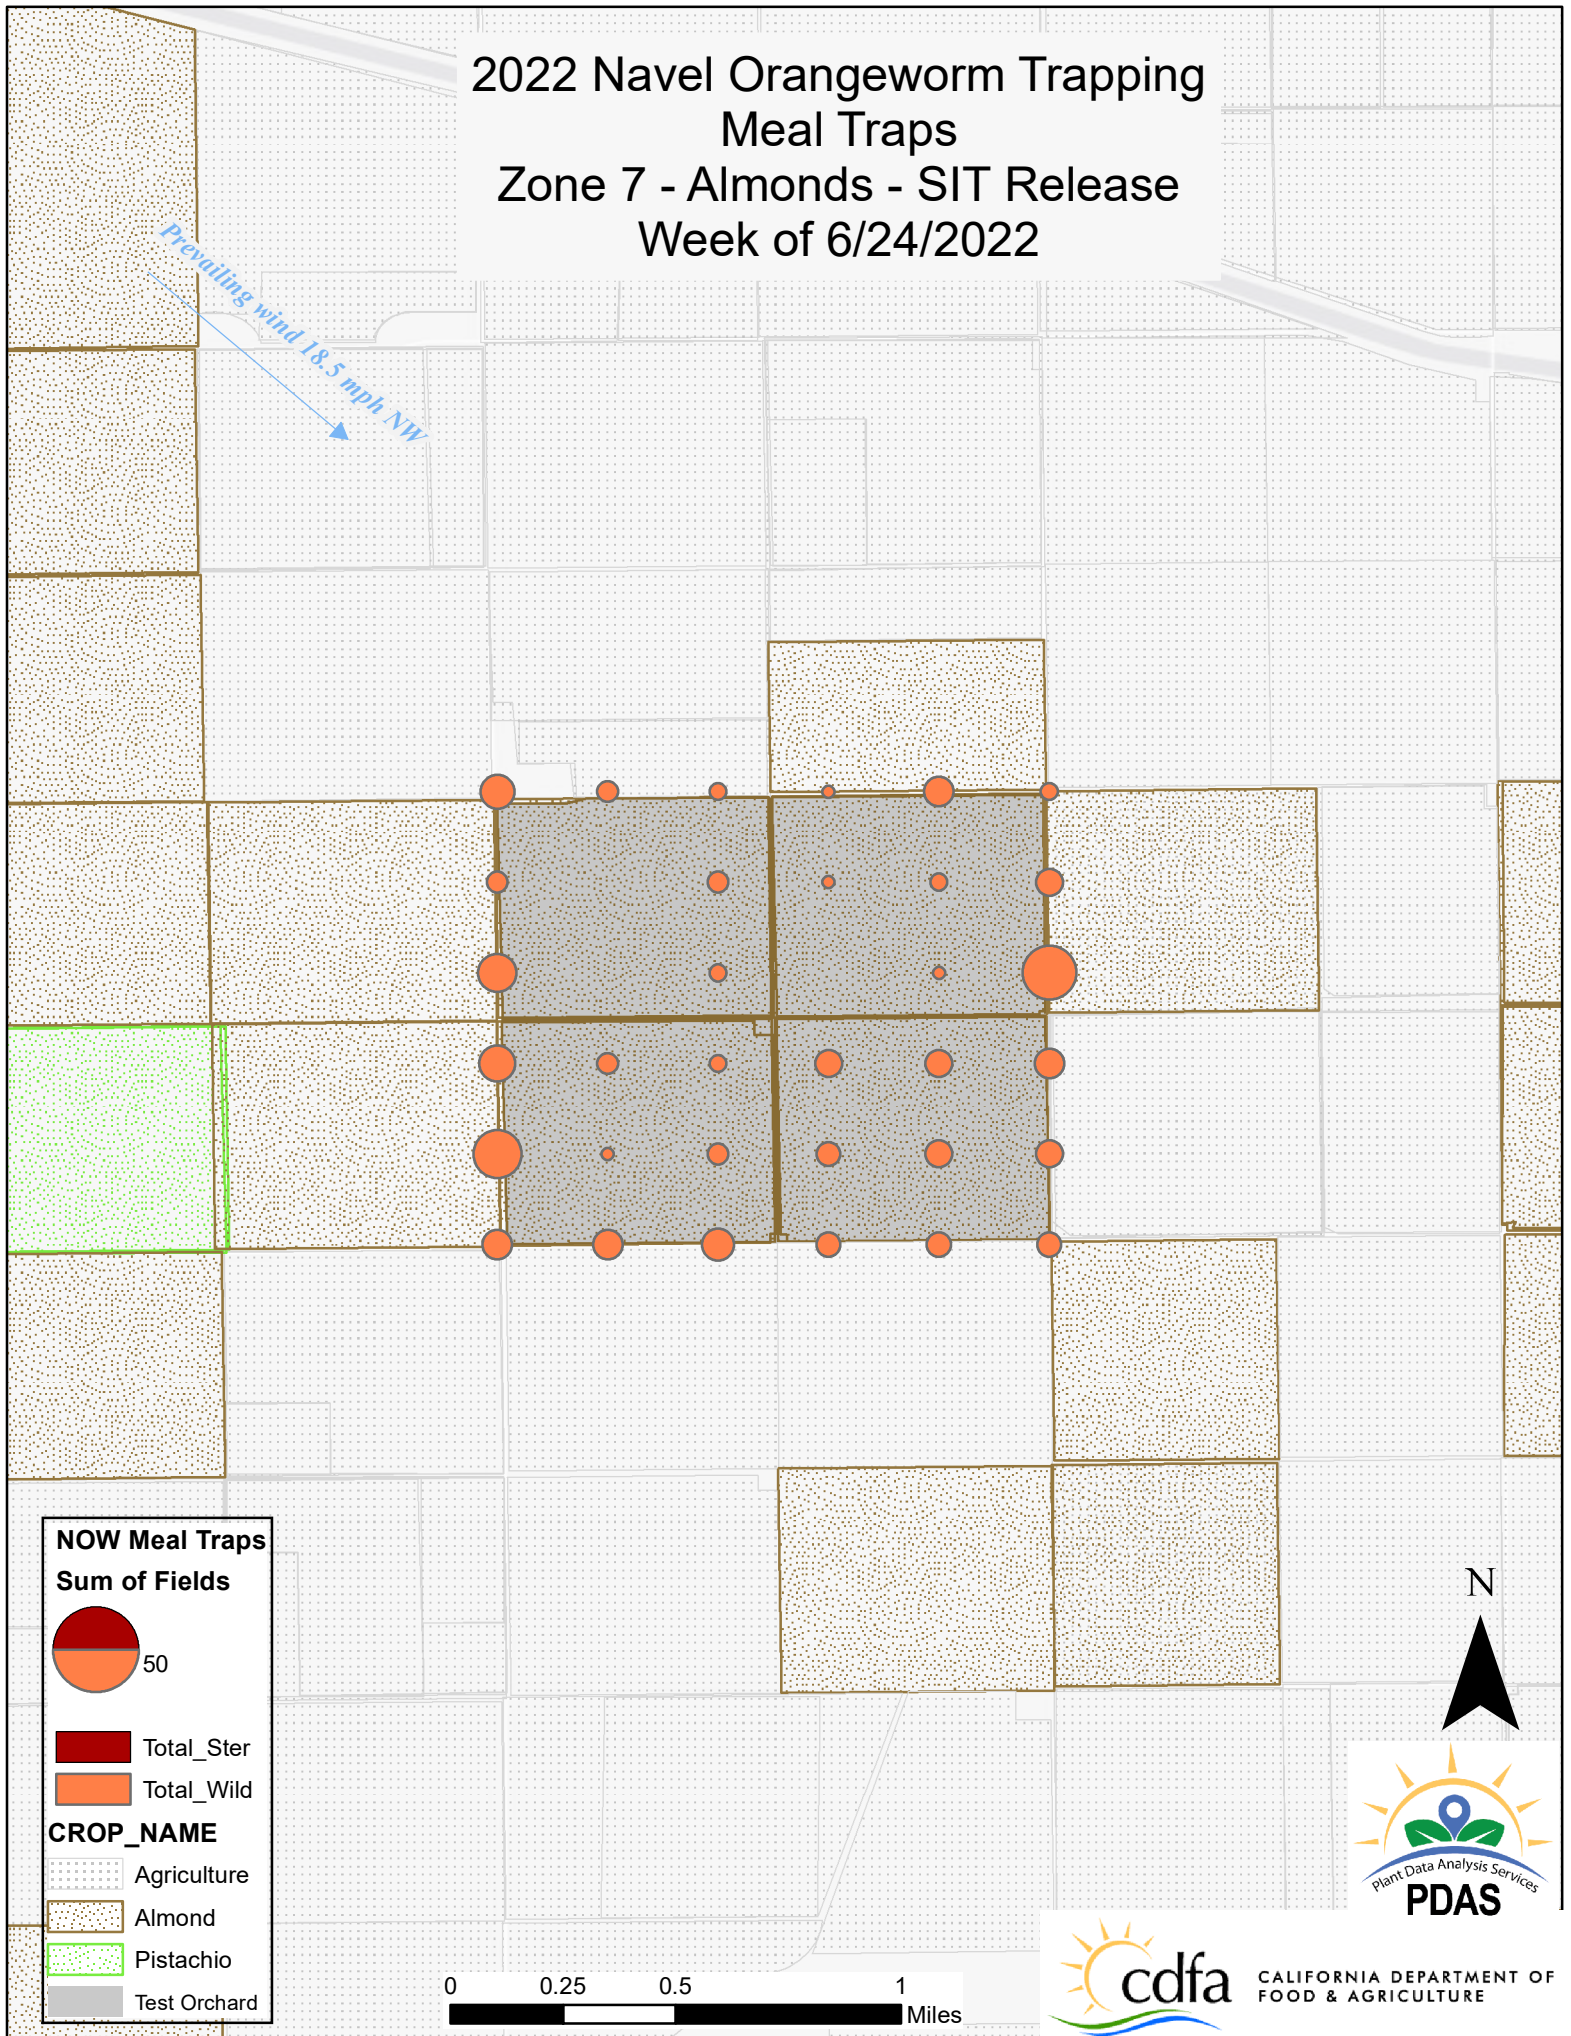 2022 Navel Orangeworm Trapping
Meal Traps
Zone 7 - Almonds - SIT Release
Week of 6/24/2022
Prevailing wind 18.5 mph NW
NOW Meal Traps
Sum of Fields
50
Total_Ster
Total_Wild
CROP_NAME
Agriculture
Almond
Pistachio
Test Orchard
0 0.25 0.5 1
Miles
N
Plant Data Analysis Services
PDAS
cdfa
CALIFORNIA DEPARTMENT OF
FOOD & AGRICULTURE